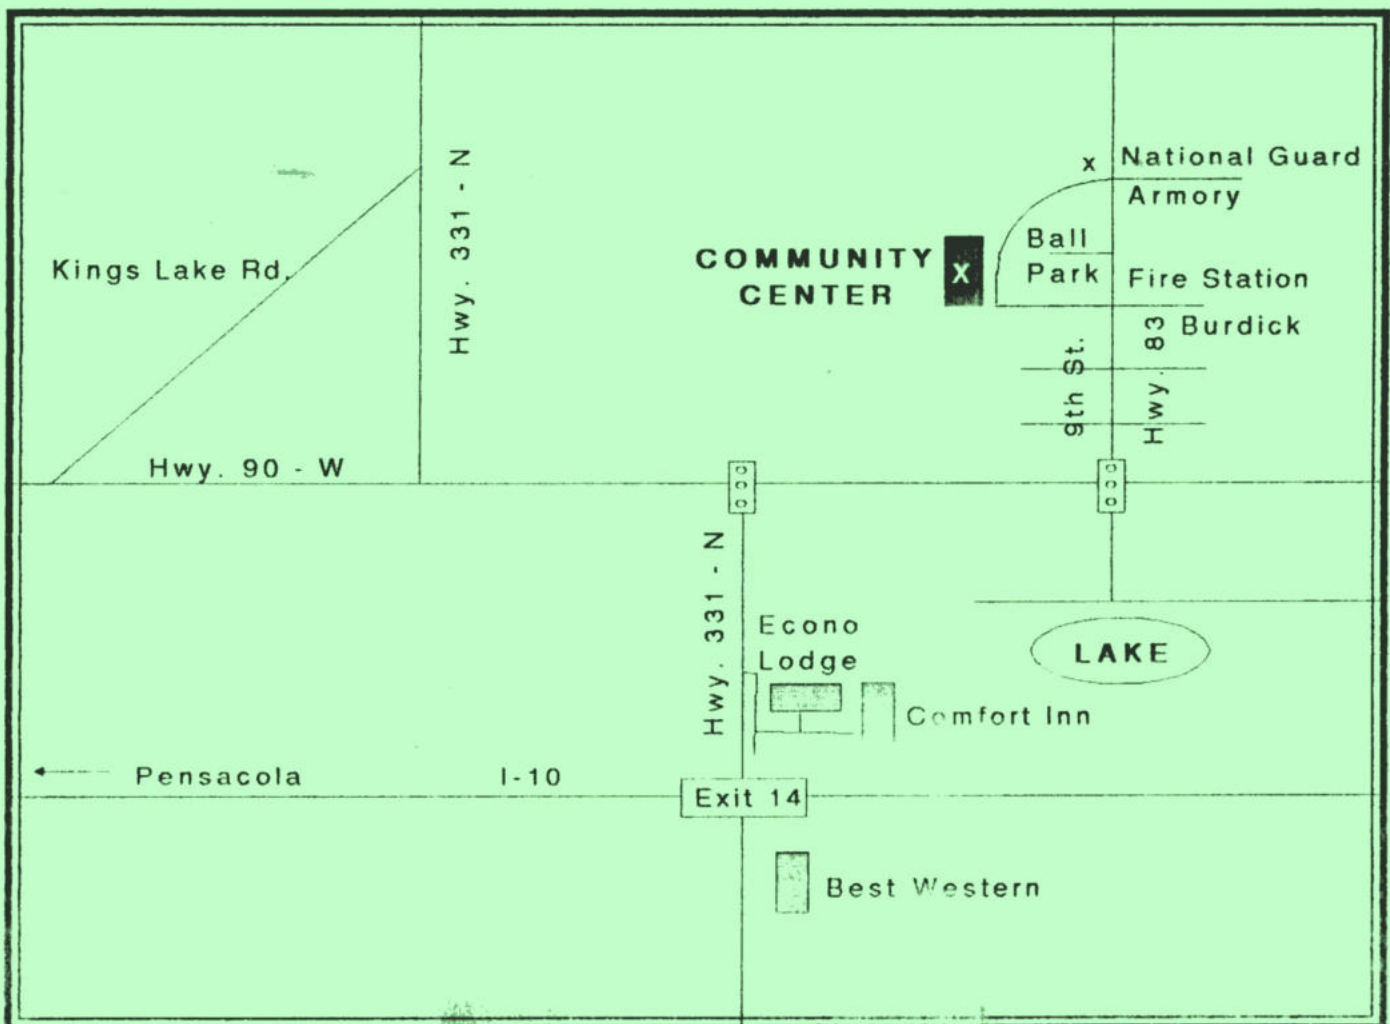 Hwy. 331 - N
x National Guard
Armory
Kings Lake Rd.
COMMUNITY
CENTER
X
Ball
Park
Fire Station
Burdick
9th St.
Hwy. 83
Hwy. 90 - W
Hwy. 331 - N
Econo
Lodge
LAKE
Comfort Inn
Pensacola
I-10
Exit 14
Best Western